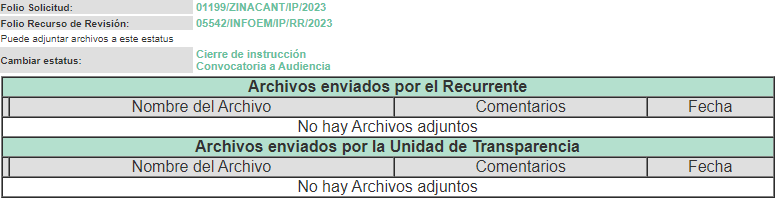 Folio Solicitud: 01199/ZINACANT/IP/2023
Folio Recurso de Revisión: 05542/INFOEM/IP/RR/2023
Puede adjuntar archivos a este estatus
Cambiar estatus: Cierre de instrucción
Convocatoria a Audiencia
Archivos enviados por el Recurrente
Nombre del Archivo Comentarios Fecha
No hay Archivos adjuntos
Archivos enviados por la Unidad de Transparencia
Nombre del Archivo Comentarios Fecha
No hay Archivos adjuntos